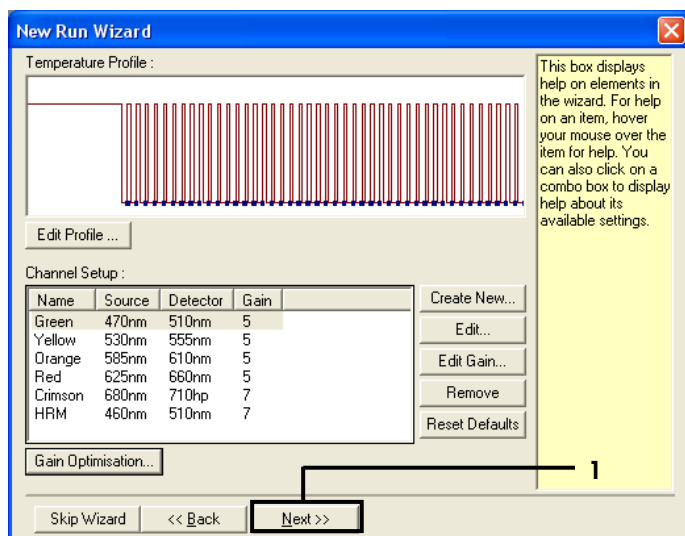 New Run Wizard
Temperature Profile :
This box displays
help on elements in
the wizard. For help
on an item, hover
your mouse over the
item for help. You
can also click on a
combo box to display
help about its
available settings.
Edit Profile ...
Channel Setup :
Name Source Detector Gain
Green 470nm 510nm 5
Yellow 530nm 555nm 5
Orange 585nm 610nm 5
Red 625nm 660nm 5
Crimson 680nm 710hp 7
HRM 460nm 510nm 7
Create New...
Edit...
Edit Gain...
Remove
Reset Defaults
Gain Optimisation...
1
Skip Wizard << Back Next >>